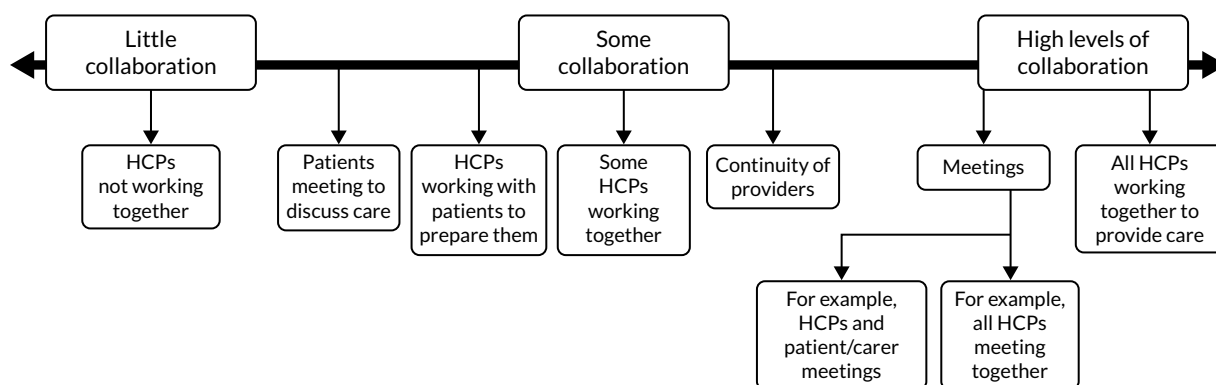 Little
collaboration
Some
collaboration
High levels of
collaboration
HCPs
not working
together
Patients
meeting to
discuss care
HCPs
working with
patients to
prepare them
Some
HCPs
working
together
Continuity of
providers
Meetings
All HCPs
working
together to
provide care
For example,
HCPs and
patient/carer
meetings
For example,
all HCPs
meeting
together